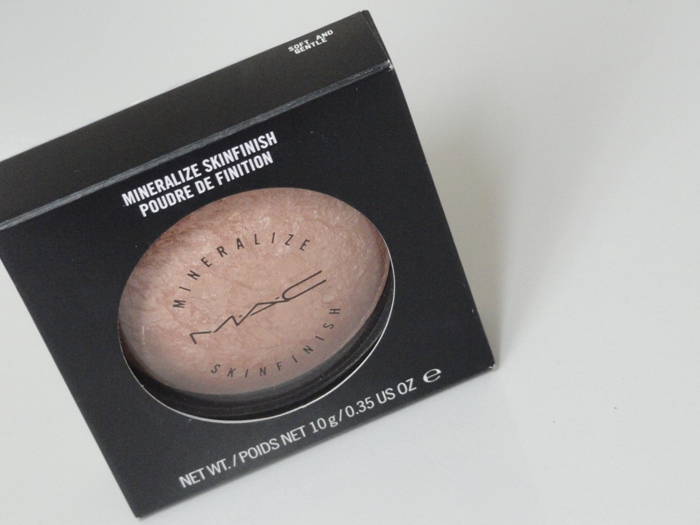 SOFT AND
GENTLE
MINERALIZE SKINFINISH
POUDRE DE FINITION
MINERALIZE
M·A·C
SKINFINISH
NET WT./POIDS NET 10 g/0.35 US OZ ℮